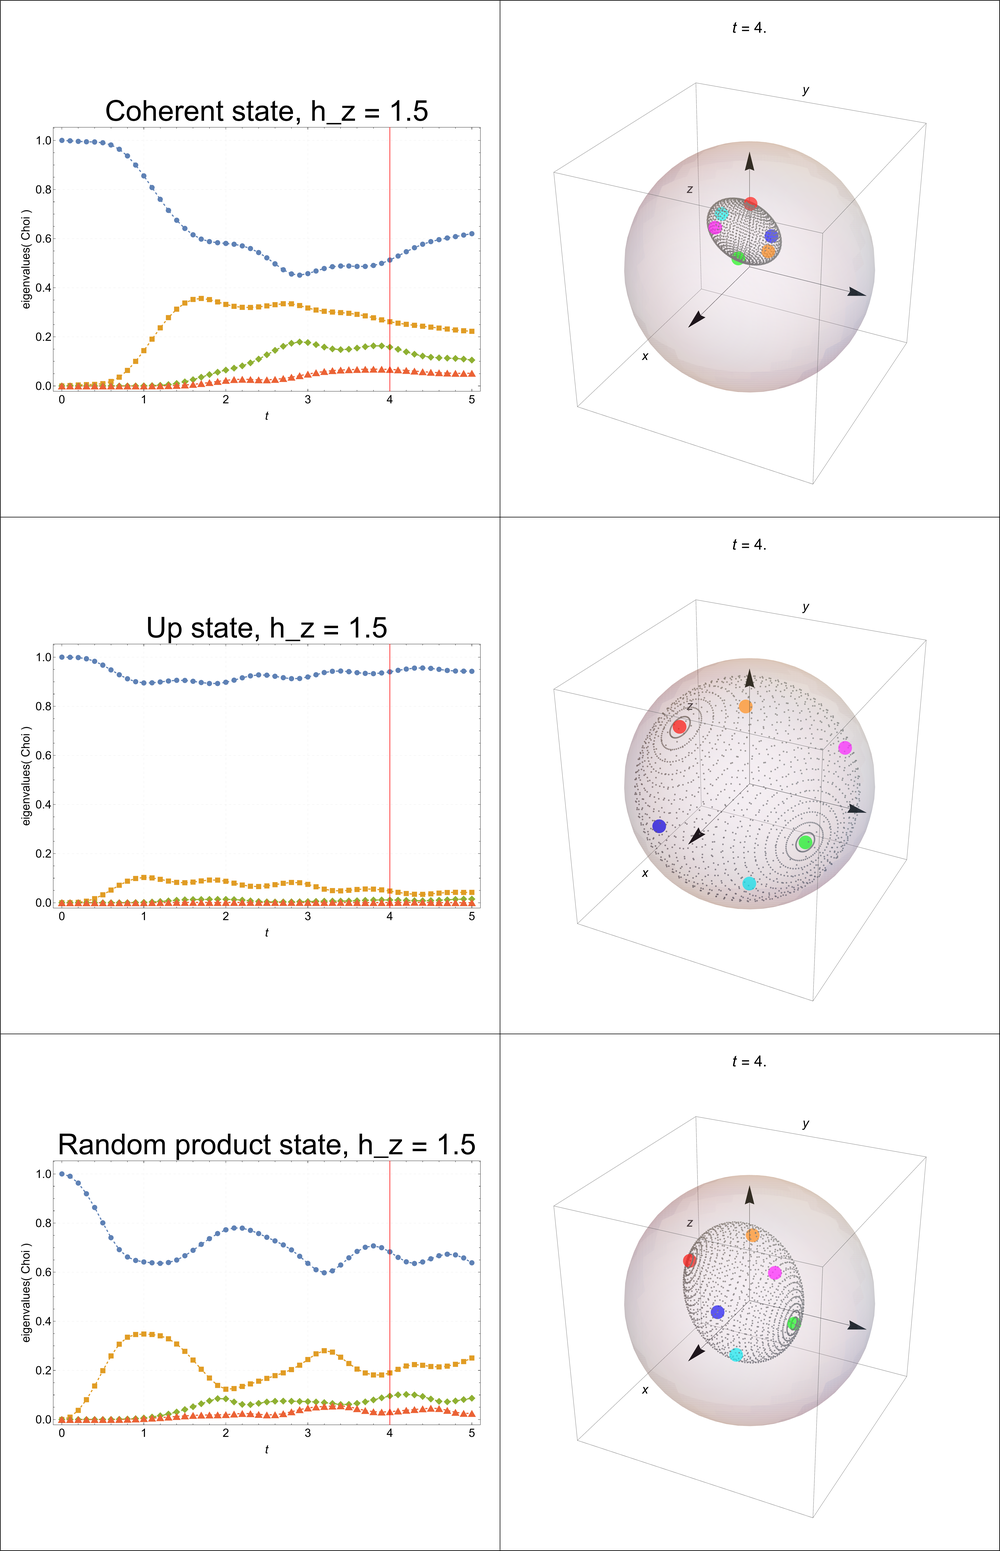 t = 4.
Coherent state, h_z = 1.5
1.0
0.8
0.6
0.4
0.2
0.0
eigenvalues( Choi )
0 1 2 3 4 5
t
y
z
x
t = 4.
Up state, h_z = 1.5
1.0
0.8
0.6
0.4
0.2
0.0
eigenvalues( Choi )
0 1 2 3 4 5
t
y
z
x
t = 4.
Random product state, h_z = 1.5
1.0
0.8
0.6
0.4
0.2
0.0
eigenvalues( Choi )
0 1 2 3 4 5
t
y
z
x